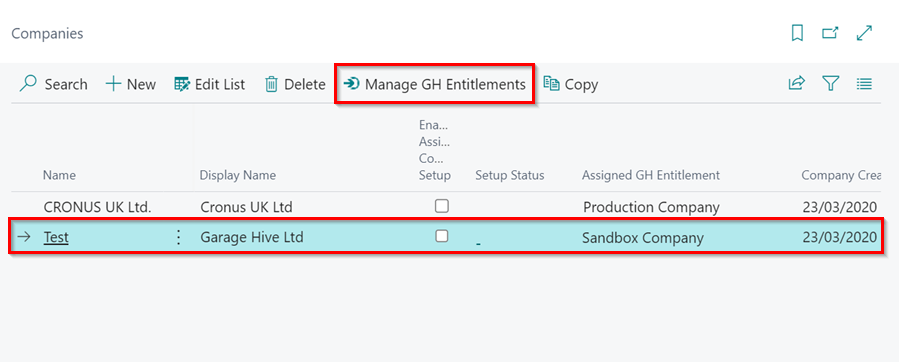 Companies
Search New Edit List Delete Manage GH Entitlements Copy
Ena...
Assi...
Co...
Name Display Name Setup Setup Status Assigned GH Entitlement Company Crea
CRONUS UK Ltd. Cronus UK Ltd Production Company 23/03/2020
Test Garage Hive Ltd _ Sandbox Company 23/03/2020